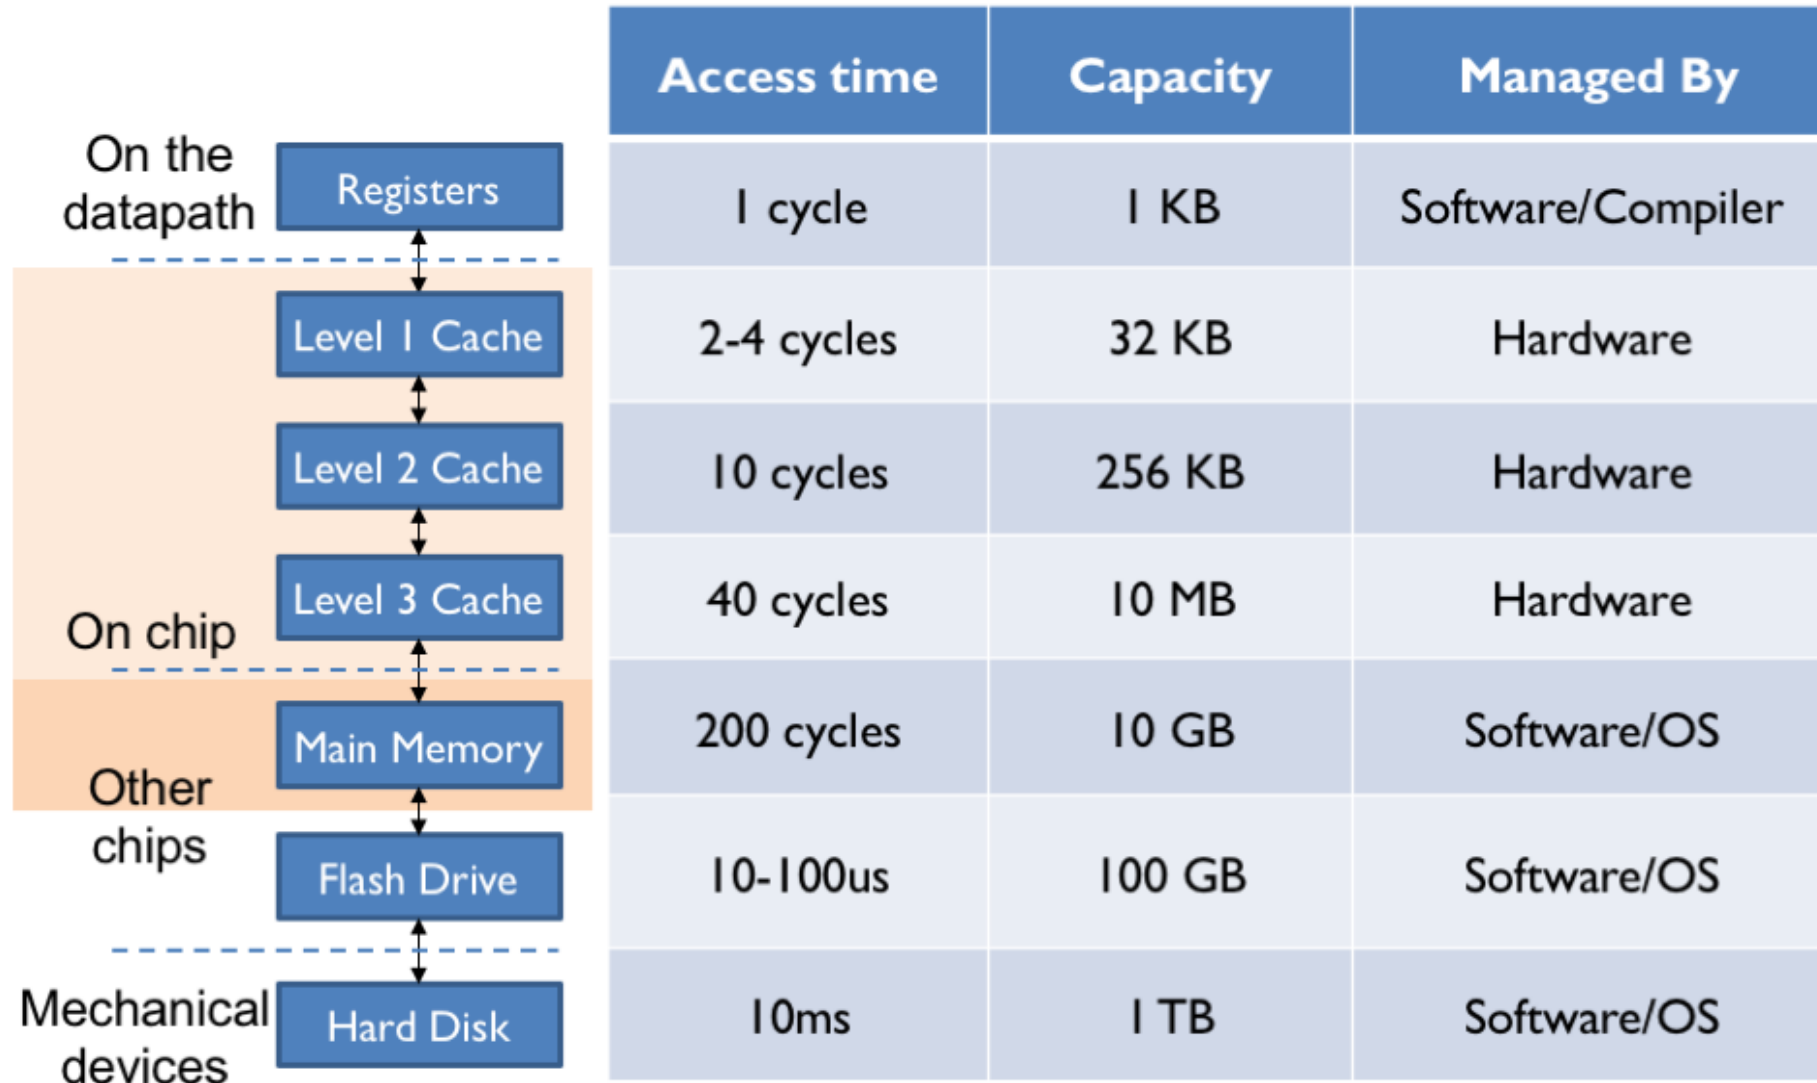 Access time Capacity Managed By
On the
datapath
Registers
1 cycle 1 KB Software/Compiler
Level 1 Cache
2-4 cycles 32 KB Hardware
Level 2 Cache
10 cycles 256 KB Hardware
Level 3 Cache
40 cycles 10 MB Hardware
On chip
Main Memory
200 cycles 10 GB Software/OS
Other
chips
Flash Drive
10-100us 100 GB Software/OS
Mechanical
devices
Hard Disk
10ms 1 TB Software/OS